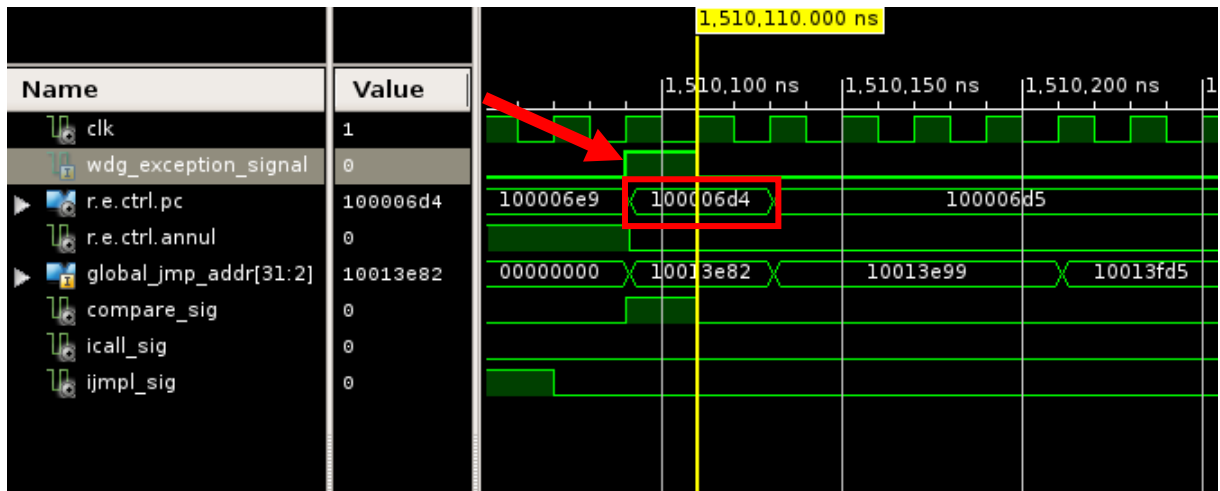 1,510,110.000 ns
Name Value 1,510,100 ns 1,510,150 ns 1,510,200 ns 1
clk 1
wdg_exception_signal 0
r.e.ctrl.pc 100006d4 100006e9 100006d4 100006d5
r.e.ctrl.annul 0
global_jmp_addr[31:2] 10013e82 00000000 10013e82 10013e99 10013fd5
compare_sig 0
icall_sig 0
ijmpl_sig 0